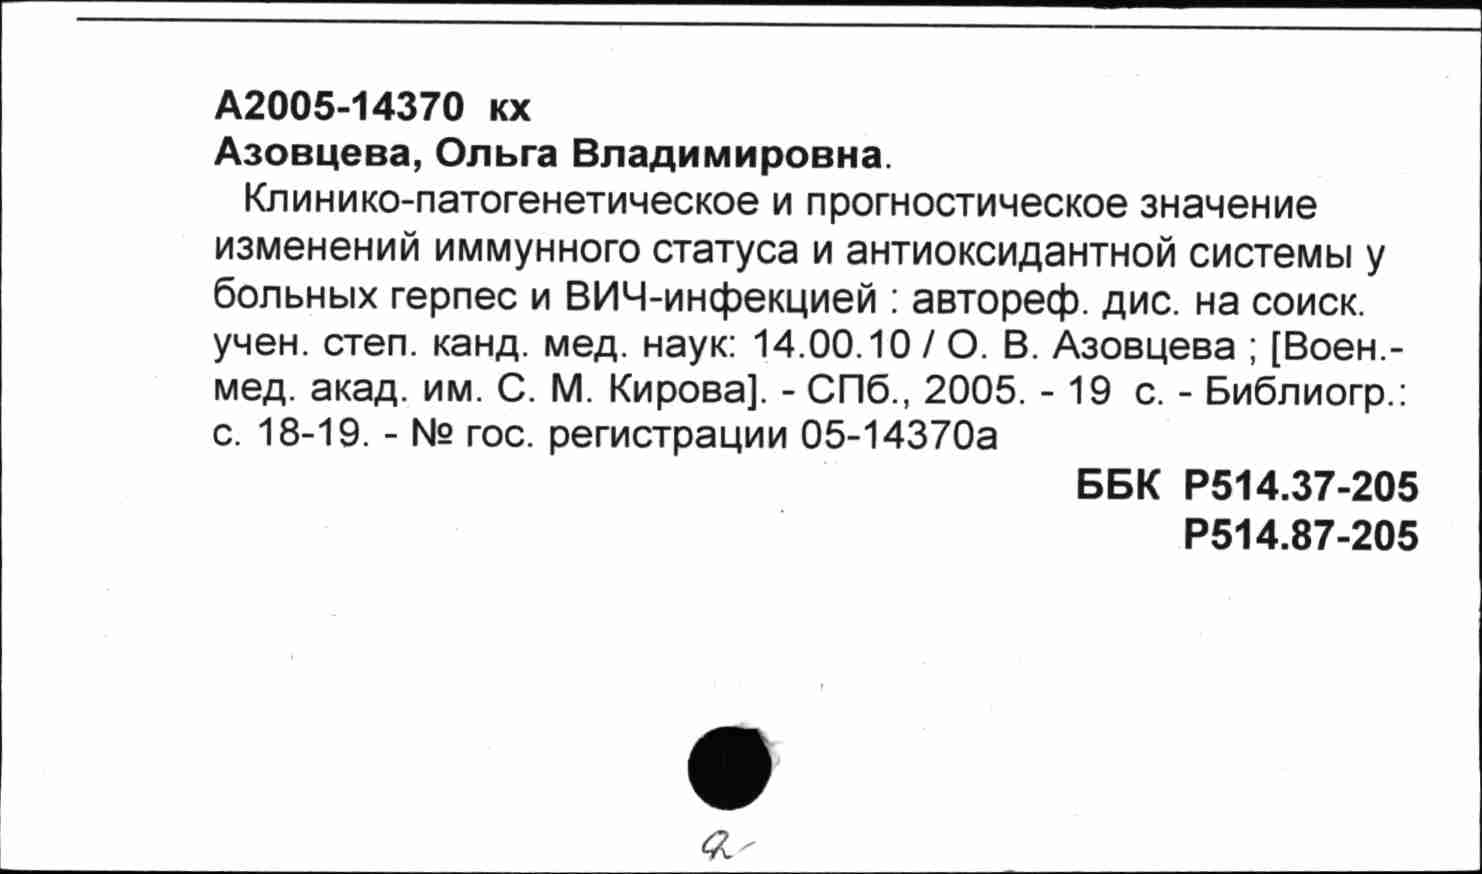 А2005-14370 кх
Азовцева, Ольга Владимировна.
Клинико-патогенетическое и прогностическое значение
изменений иммунного статуса и антиоксидантной системы у
больных герпес и ВИЧ-инфекцией : автореф. дис. на соиск.
учен. степ. канд. мед. наук: 14.00.10 / О. В. Азовцева ; [Воен.-
мед. акад. им. С. М. Кирова]. - СПб., 2005. - 19 с. - Библиогр.:
с. 18-19. - № гос. регистрации 05-14370а
ББК Р514.37-205
Р514.87-205